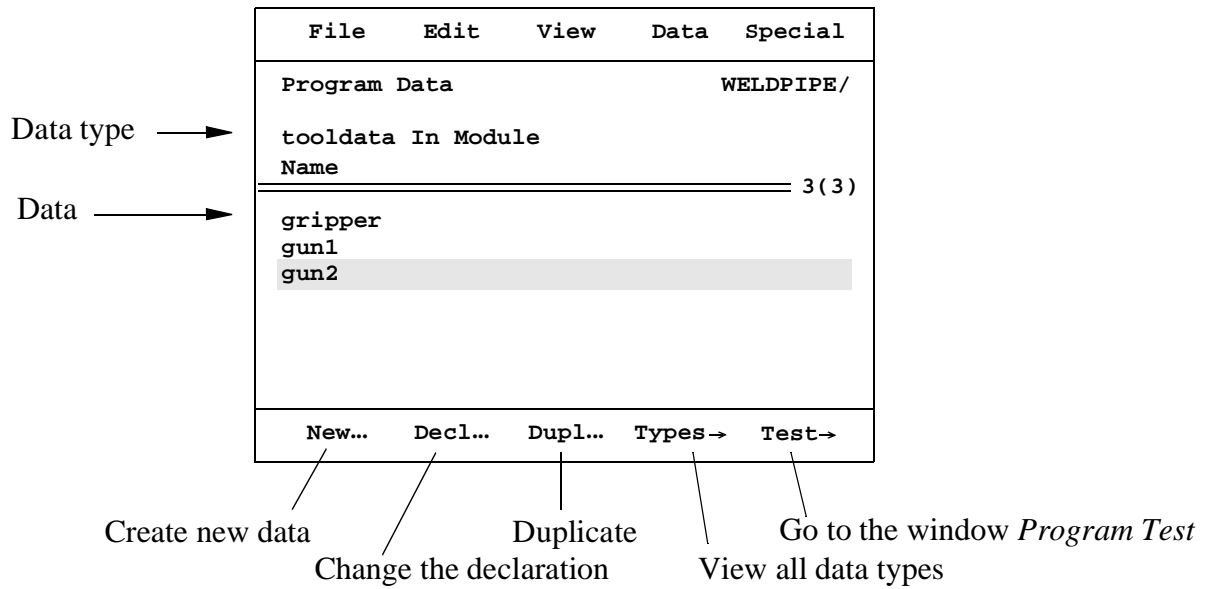 File Edit View Data Special
Program Data WELDPIPE/
Data type
tooldata In Module
Name
3(3)
Data
gripper
gun1
gun2
New… Decl… Dupl… Types→ Test→
Create new data Duplicate Go to the window Program Test
Change the declaration View all data types